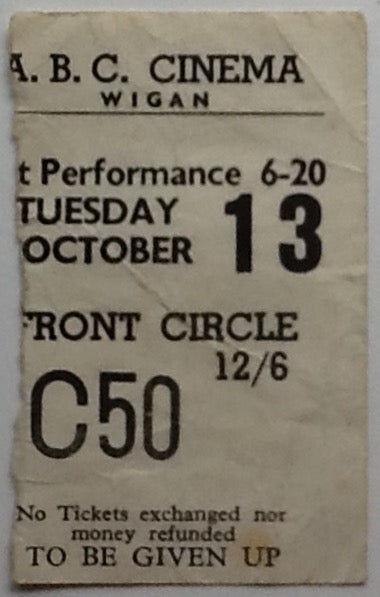 A. B. C. CINEMA
WIGAN
t Performance 6-20
TUESDAY
OCTOBER 13
FRONT CIRCLE
12/6
C50
No Tickets exchanged nor
money refunded
TO BE GIVEN UP